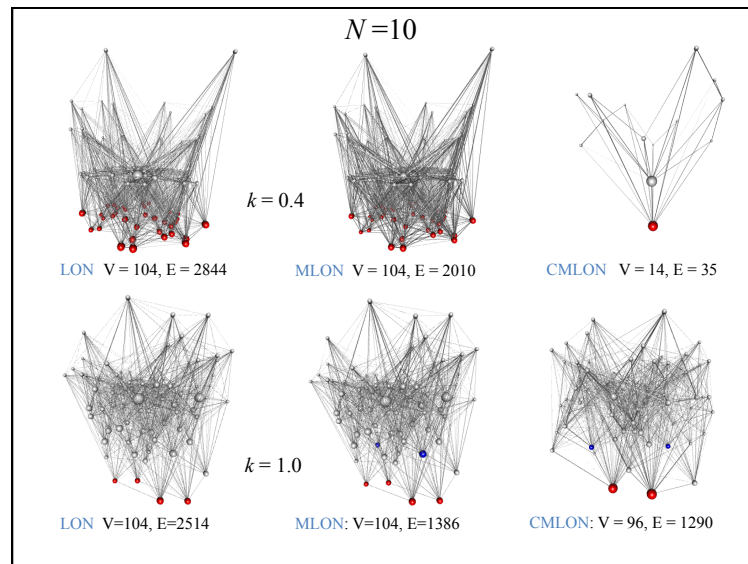 N = 10
k = 0.4
LON V = 104, E = 2844
MLON V = 104, E = 2010
CMLON V = 14, E = 35
k = 1.0
LON V=104, E=2514
MLON: V=104, E=1386
CMLON: V = 96, E = 1290